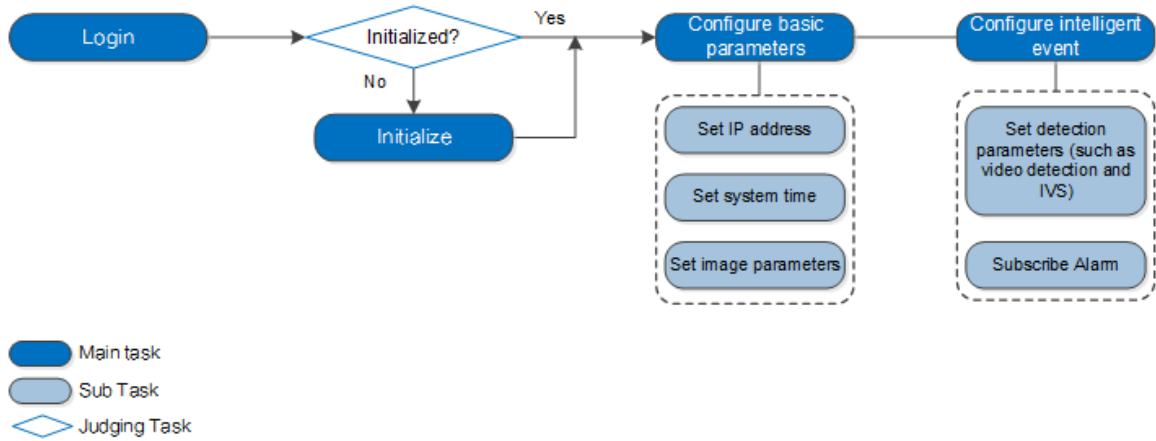 Login
Initialized?
Yes
No
Initialize
Configure basic
parameters
Set IP address
Set system time
Set image parameters
Configure intelligent
event
Set detection
parameters (such as
video detection and
IVS)
Subscribe Alarm
Main task
Sub Task
Judging Task